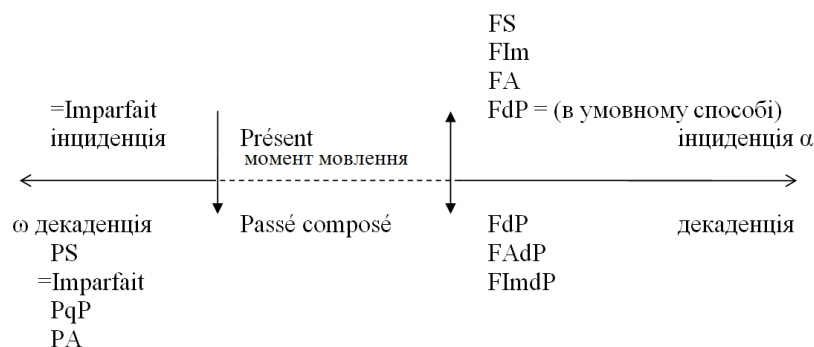 FS
FIm
FA
=Imparfait FdP = (в умовному способі)
інциденція Présent інциденція α
момент мовлення
ω декаденція Passé composé FdP декаденція
PS FAdP
=Imparfait FImdP
PqP
PA